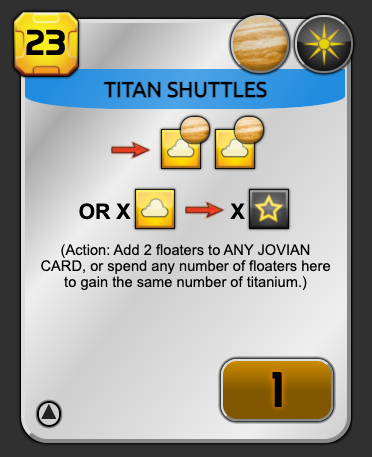 23
TITAN SHUTTLES
OR X X
(Action: Add 2 floaters to ANY JOVIAN
CARD, or spend any number of floaters here
to gain the same number of titanium.)
1